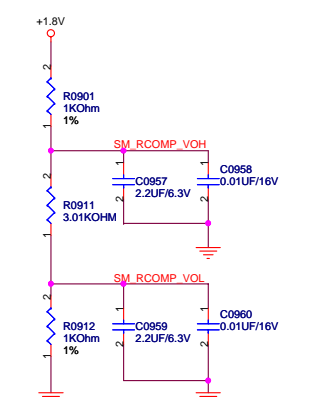 +1.8V
2
R0901
1KOhm
1%
1
SM_RCOMP_VOH
1
1
2
C0957
2.2UF/6.3V
C0958
0.01UF/16V
R0911
3.01KOHM
2
2
1
SM_RCOMP_VOL
2
1
1
R0912
1KOhm
1%
C0959
2.2UF/6.3V
C0960
0.01UF/16V
1
2
2